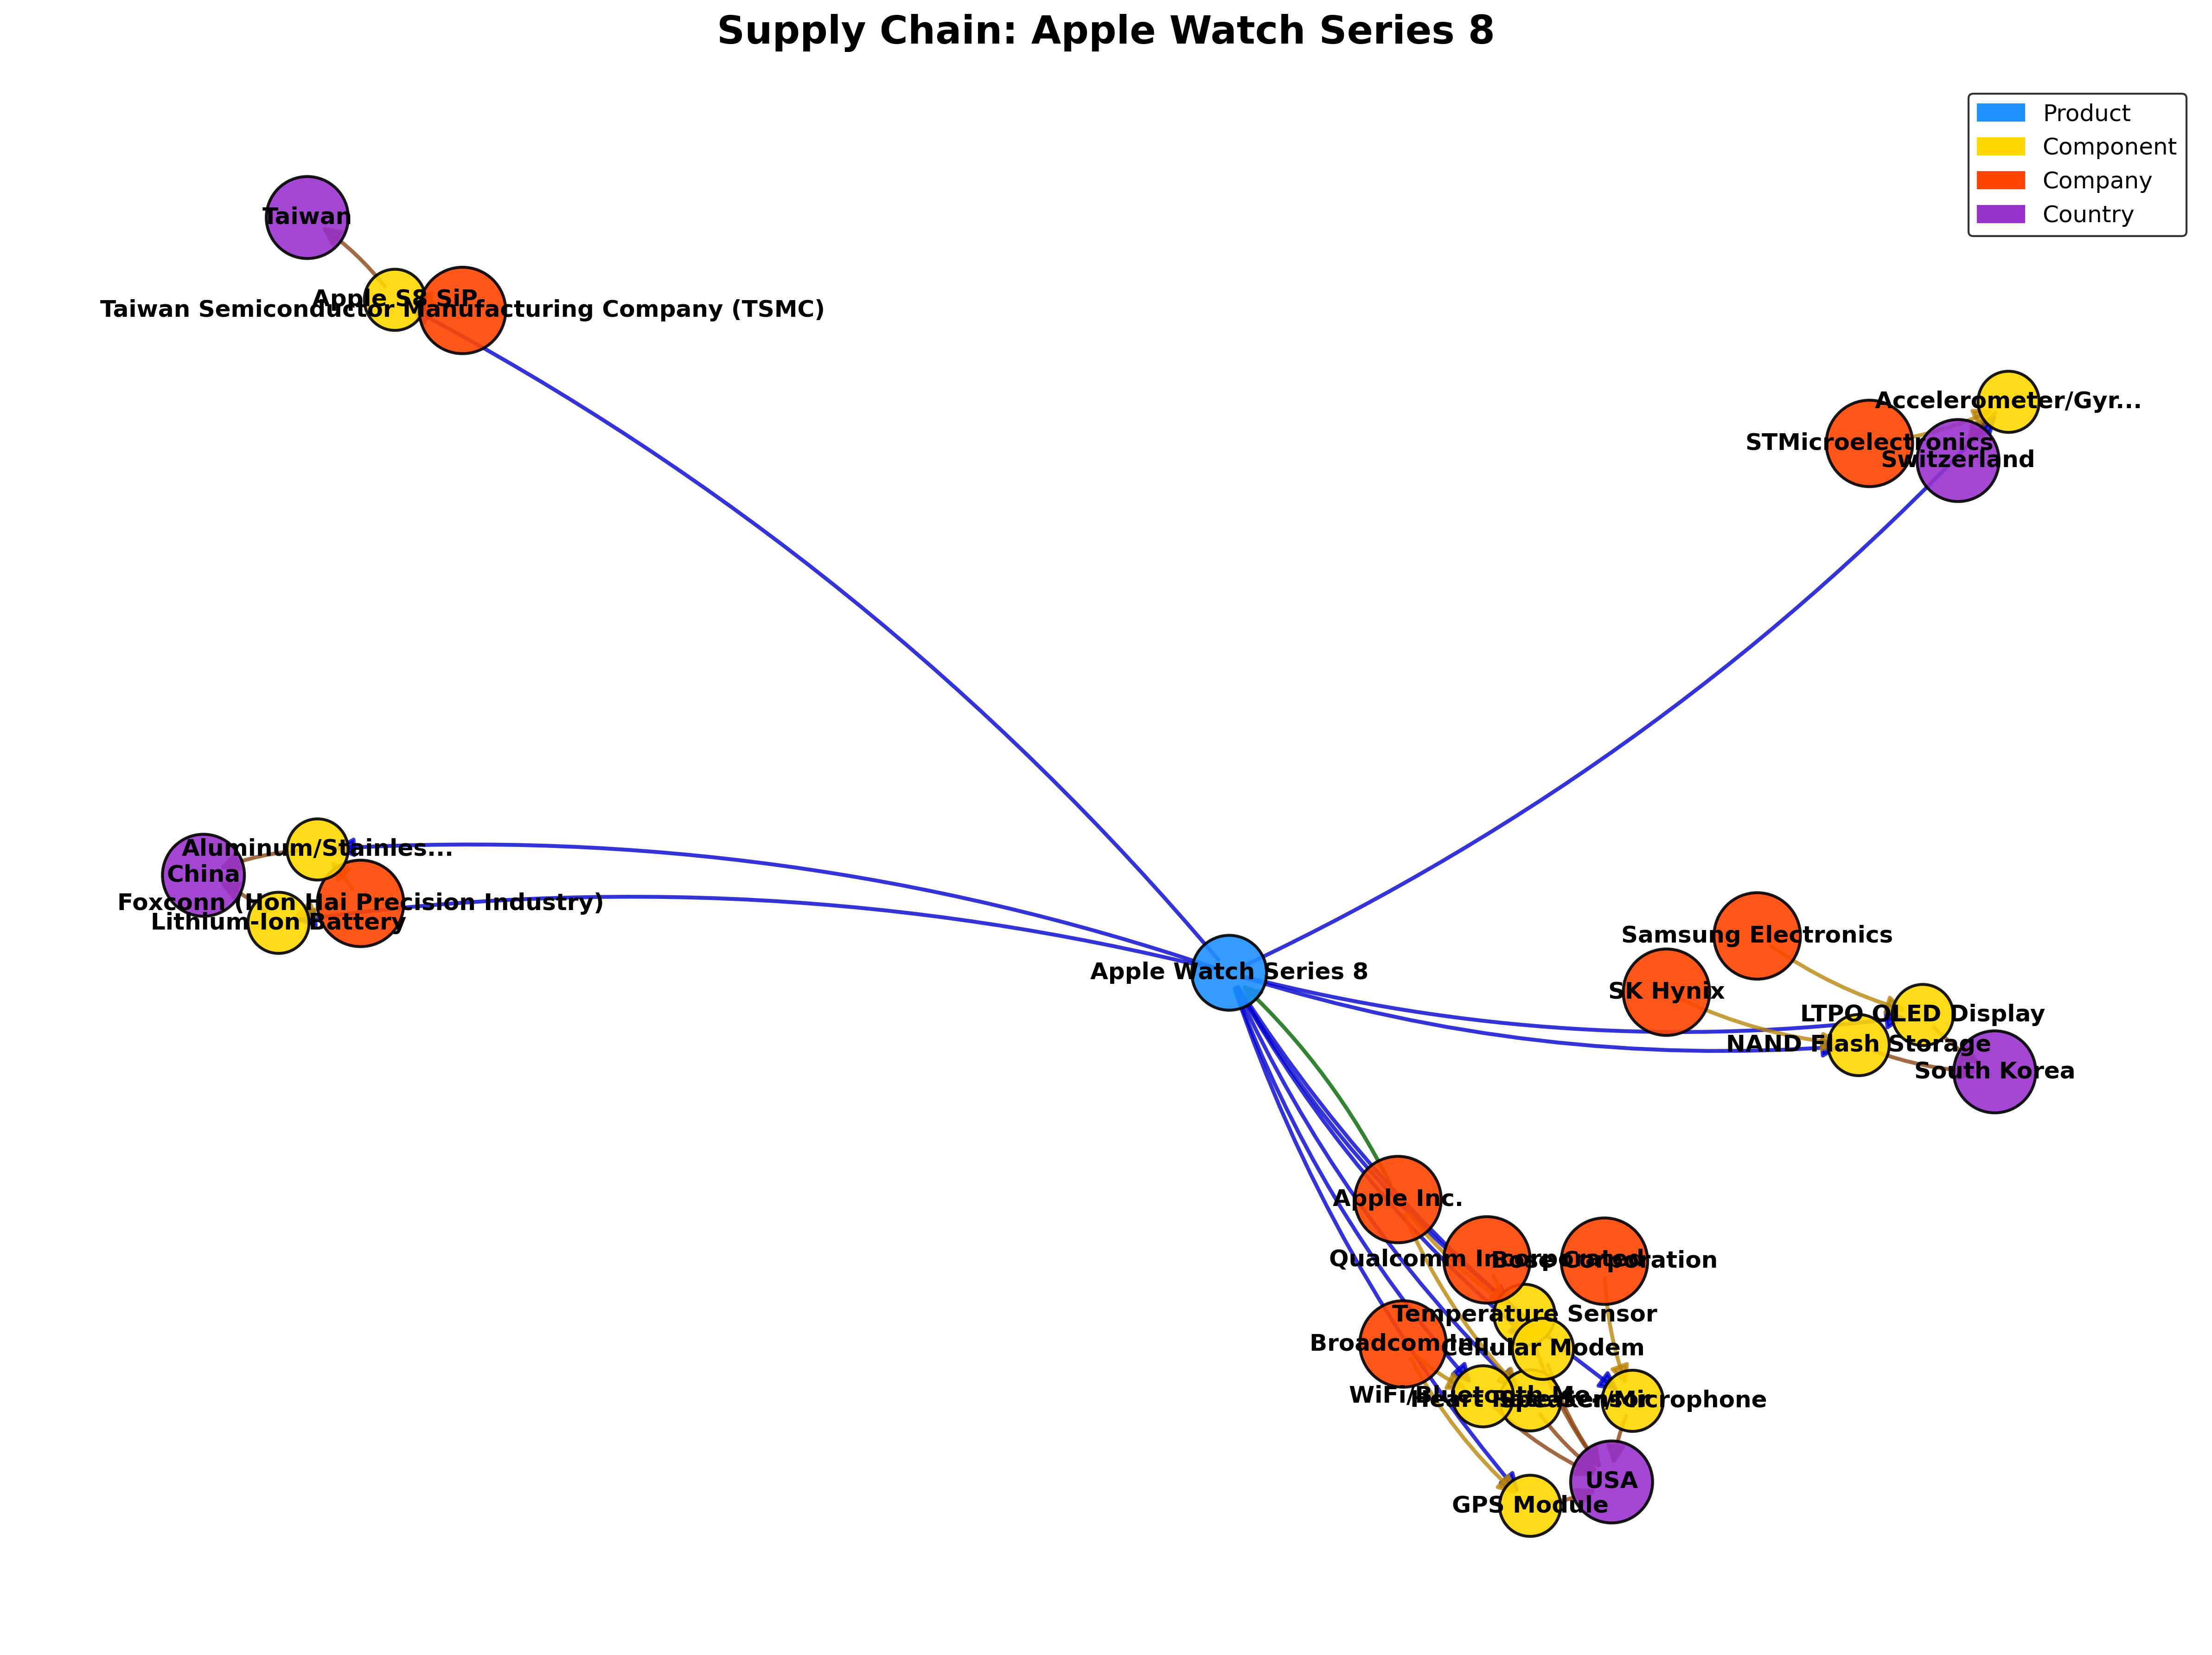 Supply Chain: Apple Watch Series 8
Product
Component
Company
Country
Taiwan
Apple S8 SiP
Taiwan Semiconductor Manufacturing Company (TSMC)
Accelerometer/Gyr...
STMicroelectronics
Switzerland
Aluminum/Stainles...
China
Foxconn (Hon Hai Precision Industry)
Lithium-Ion Battery
Samsung Electronics
Apple Watch Series 8
SK Hynix
LTPO OLED Display
NAND Flash Storage
South Korea
Apple Inc.
Qualcomm Incorporated
Bose Corporation
Temperature Sensor
Broadcom Inc.
Cellular Modem
WiFi/Bluetooth Mo...
Heart Rate Sensor
Speaker/Microphone
USA
GPS Module